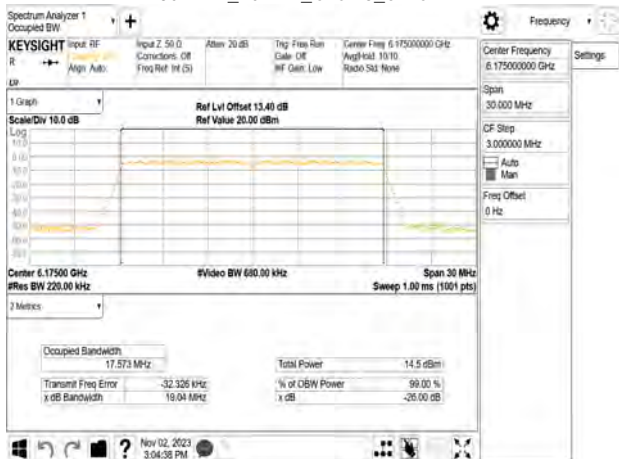 Spectrum Analyzer 1
Occupied BW
+
Frequency
KEYSIGHT
Input: RF
Input Z: 50 Ω
Atten: 20 dB
Trig: Free Run
Center Freq: 6.175000000 GHz
R
Corrections: Off
Gate: Off
Avg|Hold: 10/10
Align: Auto
Freq Ref: Int (S)
#IF Gain: Low
Radio Std: None
Center Frequency
6.175000000 GHz
Settings
Span
30.000 MHz
CF Step
3.000000 MHz
Auto
Man
Freq Offset
0 Hz
1 Graph
Ref Lvl Offset 13.40 dB
Scale/Div 10.0 dB
Ref Value 20.00 dBm
Log
10.0
0.00
Center 6.17500 GHz
#Video BW 680.00 kHz
Span 30 MHz
#Res BW 220.00 kHz
Sweep 1.00 ms (1001 pts)
2 Metrics
Occupied Bandwidth
17.573 MHz
Total Power
14.5 dBm
Transmit Freq Error
-32.326 kHz
% of OBW Power
99.00 %
x dB Bandwidth
19.04 MHz
x dB
-26.00 dB
?
Nov 02, 2023
3:04:38 PM